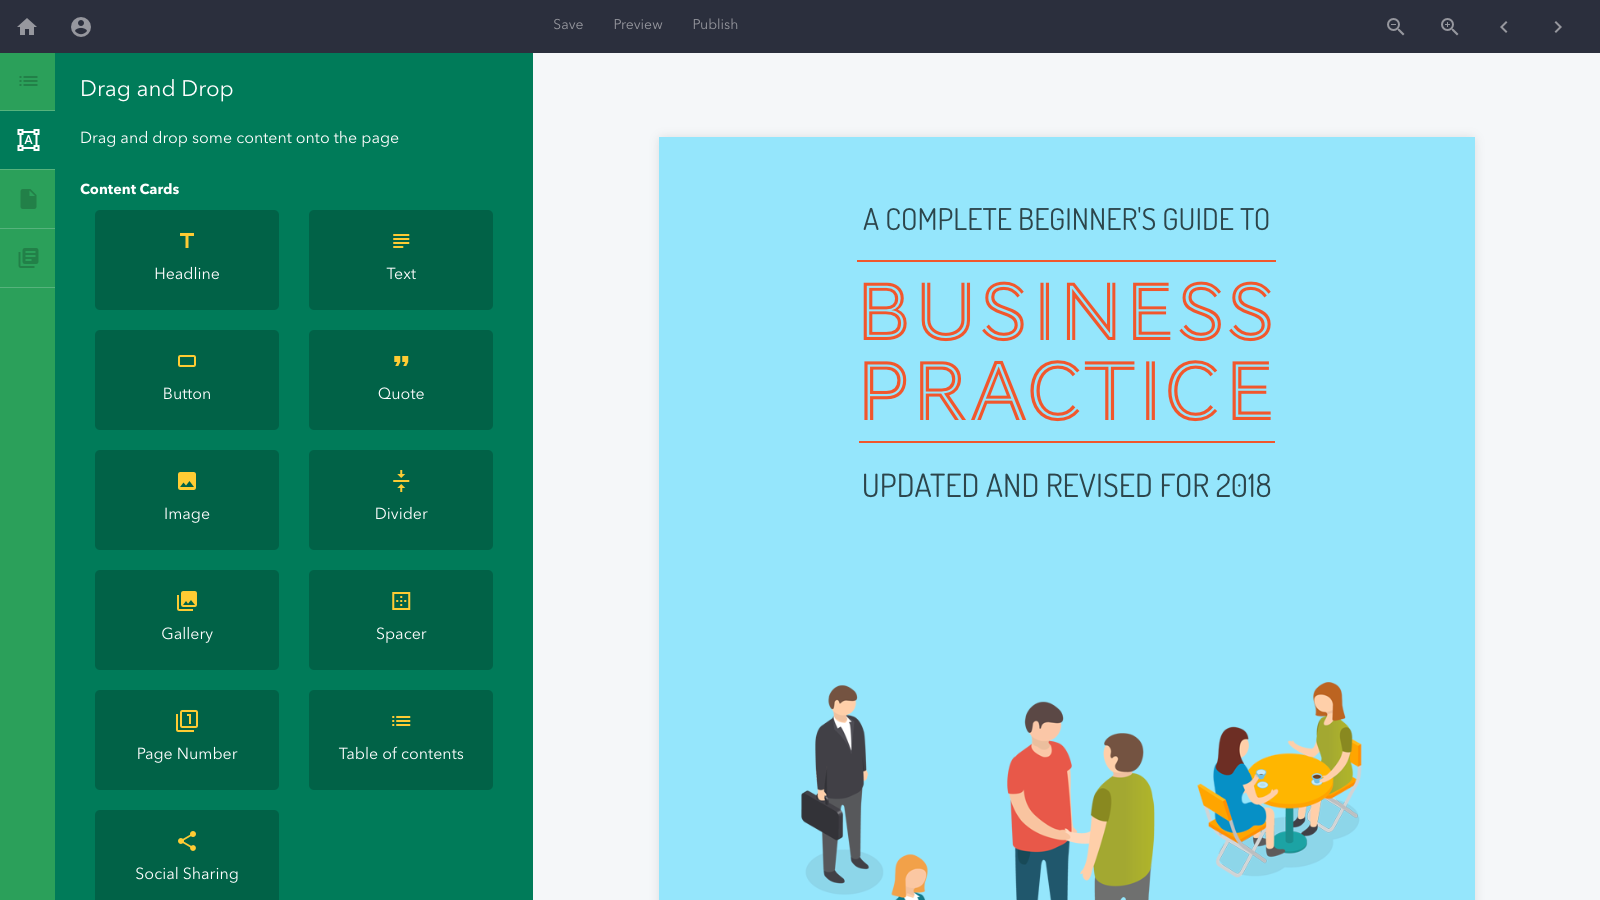 Save Preview Publish
Drag and Drop
Drag and drop some content onto the page
Content Cards
Headline
Text
Button
Quote
Image
Divider
Gallery
Spacer
Page Number
Table of contents
Social Sharing
A COMPLETE BEGINNER'S GUIDE TO
BUSINESS
PRACTICE
UPDATED AND REVISED FOR 2018